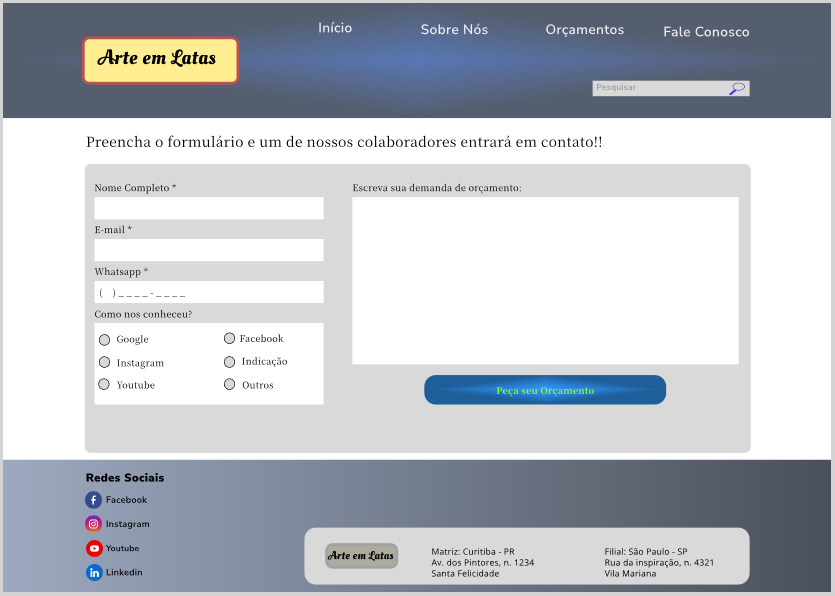 Início
Sobre Nós
Orçamentos
Fale Conosco
Arte em Latas
Pesquisar
Preencha o formulário e um de nossos colaboradores entrará em contato!!
Nome Completo *
E-mail *
Whatsapp *
( )____-____
Como nos conheceu?
Google
Facebook
Instagram
Indicação
Youtube
Outros
Escreva sua demanda de orçamento:
Peça seu Orçamento
Redes Sociais
Facebook
Instagram
Youtube
Linkedin
Arte em Latas
Matriz: Curitiba - PR
Av. dos Pintores, n. 1234
Santa Felicidade
Filial: São Paulo - SP
Rua da inspiração, n. 4321
Vila Mariana